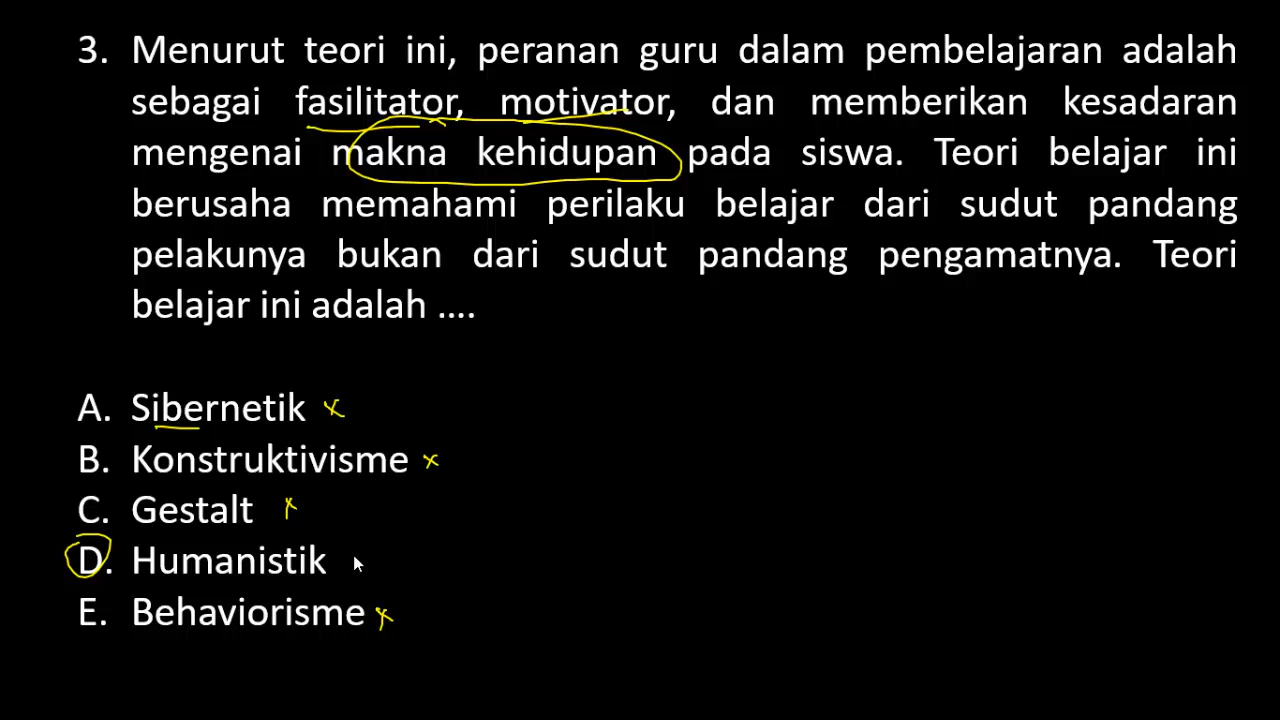 3. Menurut teori ini, peranan guru dalam pembelajaran adalah
sebagai fasilitator, motivator, dan memberikan kesadaran
mengenai makna kehidupan pada siswa. Teori belajar ini
berusaha memahami perilaku belajar dari sudut pandang
pelakunya bukan dari sudut pandang pengamatnya. Teori
belajar ini adalah ....
A. Sibernetik x
B. Konstruktivisme x
C. Gestalt x
D. Humanistik
E. Behaviorisme x